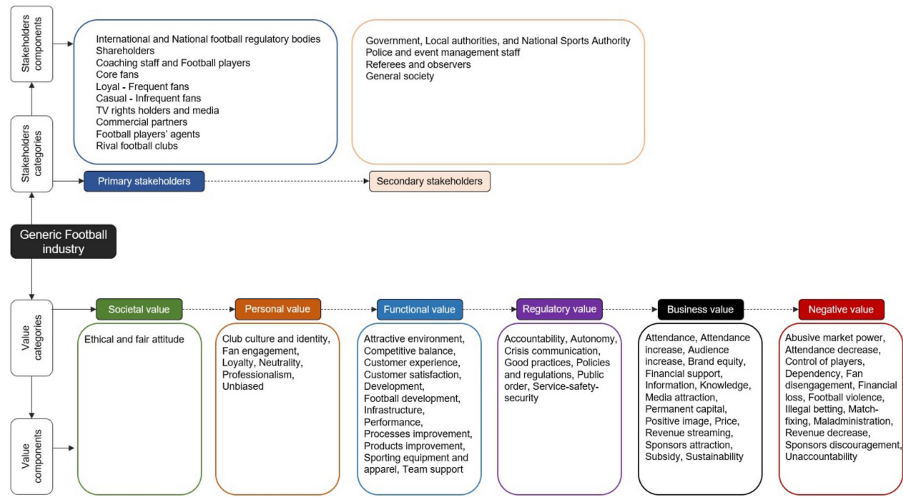 Stakeholders
components
International and National football regulatory bodies
Shareholders
Coaching staff and Football players
Core fans
Loyal - Frequent fans
Casual - Infrequent fans
TV rights holders and media
Commercial partners
Football players' agents
Rival football clubs
Government, Local authorities, and National Sports Authority
Police and event management staff
Referees and observers
General society
Stakeholders
categories
Primary stakeholders
Secondary stakeholders
Generic Football
industry
Value
categories
Societal value
Personal value
Functional value
Regulatory value
Business value
Negative value
Ethical and fair attitude
Club culture and identity,
Fan engagement,
Loyalty, Neutrality,
Professionalism,
Unbiased
Attractive environment,
Competitive balance,
Customer experience,
Customer satisfaction,
Development,
Football development,
Infrastructure,
Performance,
Processes improvement,
Products improvement,
Sporting equipment and
apparel, Team support
Accountability, Autonomy,
Crisis communication,
Good practices, Policies
and regulations, Public
order, Service-safety-
security
Attendance, Attendance
increase, Audience
increase, Brand equity,
Financial support,
Information, Knowledge,
Media attraction,
Permanent capital,
Positive image, Price,
Revenue streaming,
Sponsors attraction,
Subsidy, Sustainability
Abusive market power,
Attendance decrease,
Control of players,
Dependency, Fan
disengagement, Financial
loss, Football violence,
Illegal betting, Match-
fixing, Maladministration,
Revenue decrease,
Sponsors discouragement,
Unaccountability
Value
components